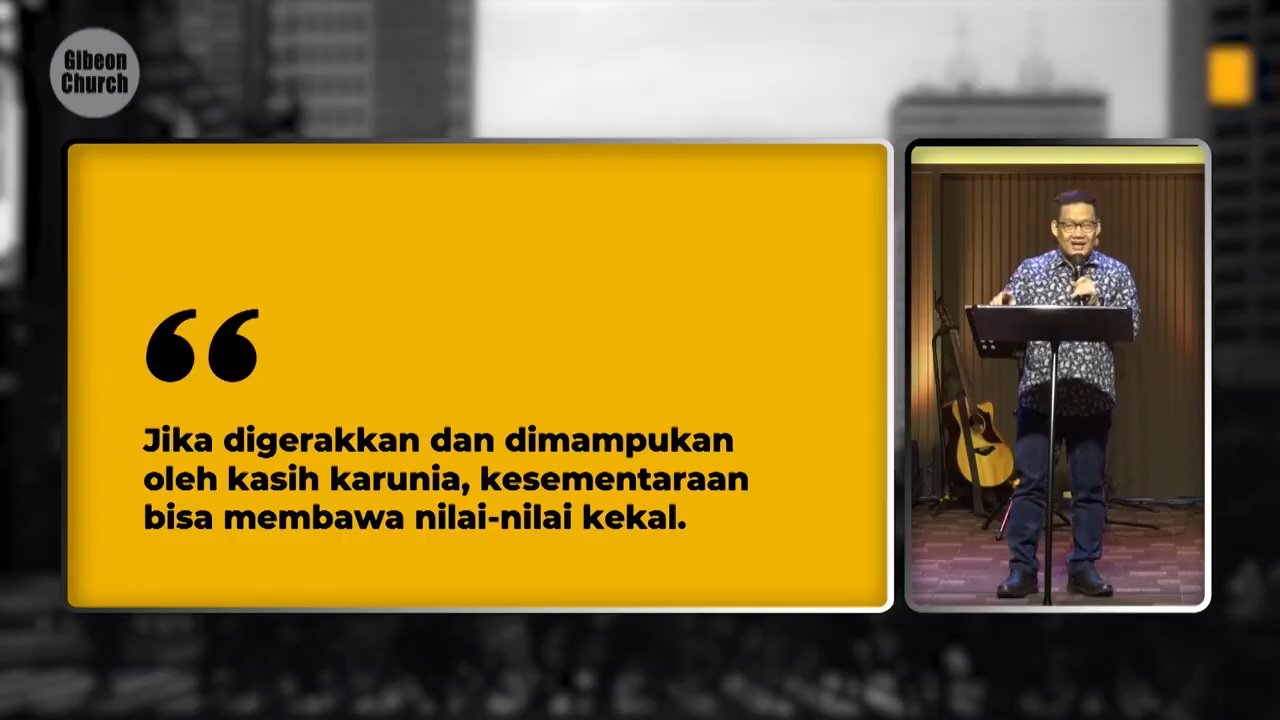 Gibeon
Church
Jika digerakkan dan dimampukan
oleh kasih karunia, kesementaraan
bisa membawa nilai-nilai kekal.